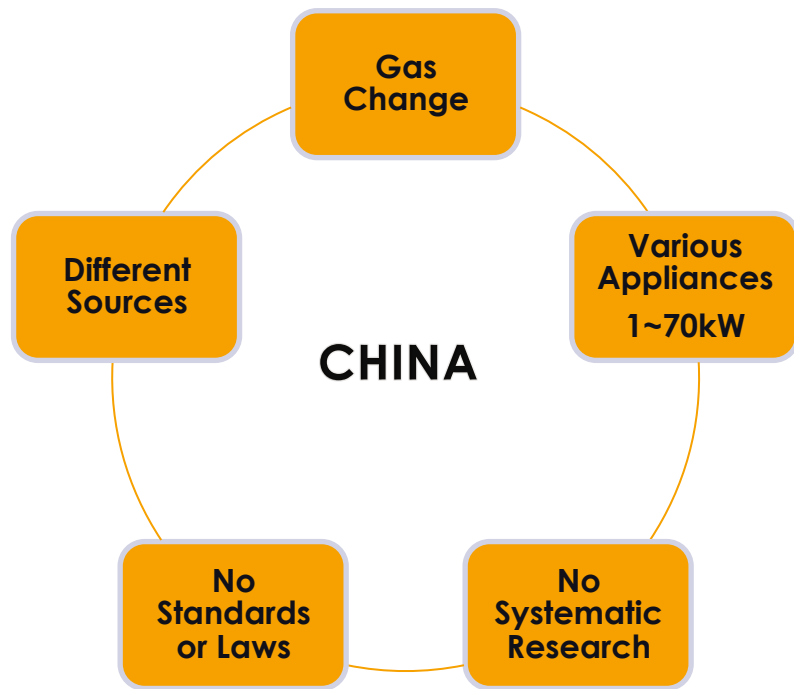 Gas
Change
Various
Appliances
1~70kW
Different
Sources
CHINA
No
Standards
or Laws
No
Systematic
Research